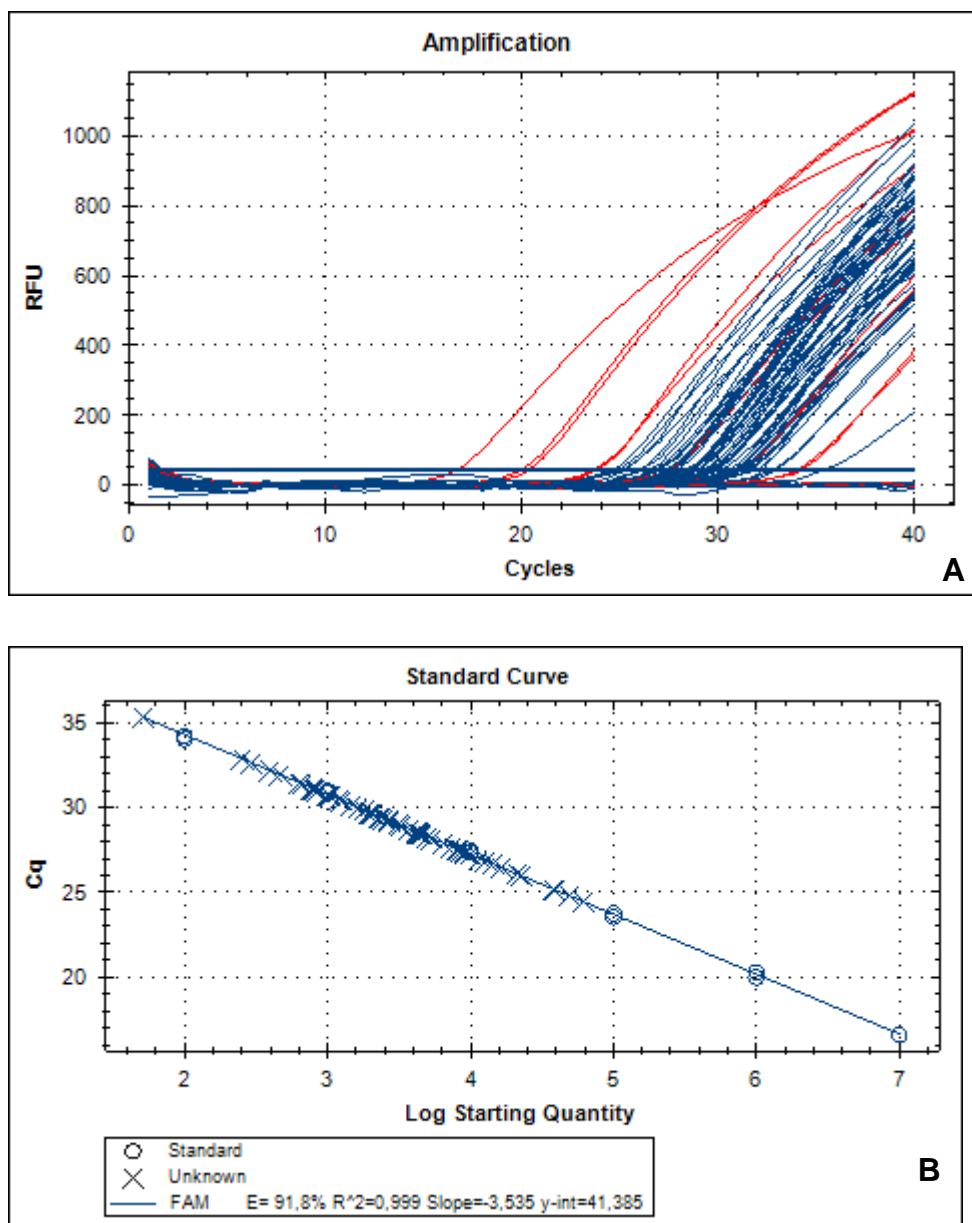 Amplification
1000
800
600
400
200
0
RFU
0 10 20 30 40
Cycles
A
Standard Curve
35
30
25
20
Cq
2 3 4 5 6 7
Log Starting Quantity
Standard
Unknown
FAM E= 91,8% R^2=0,999 Slope=-3,535 y-int=41,385
B